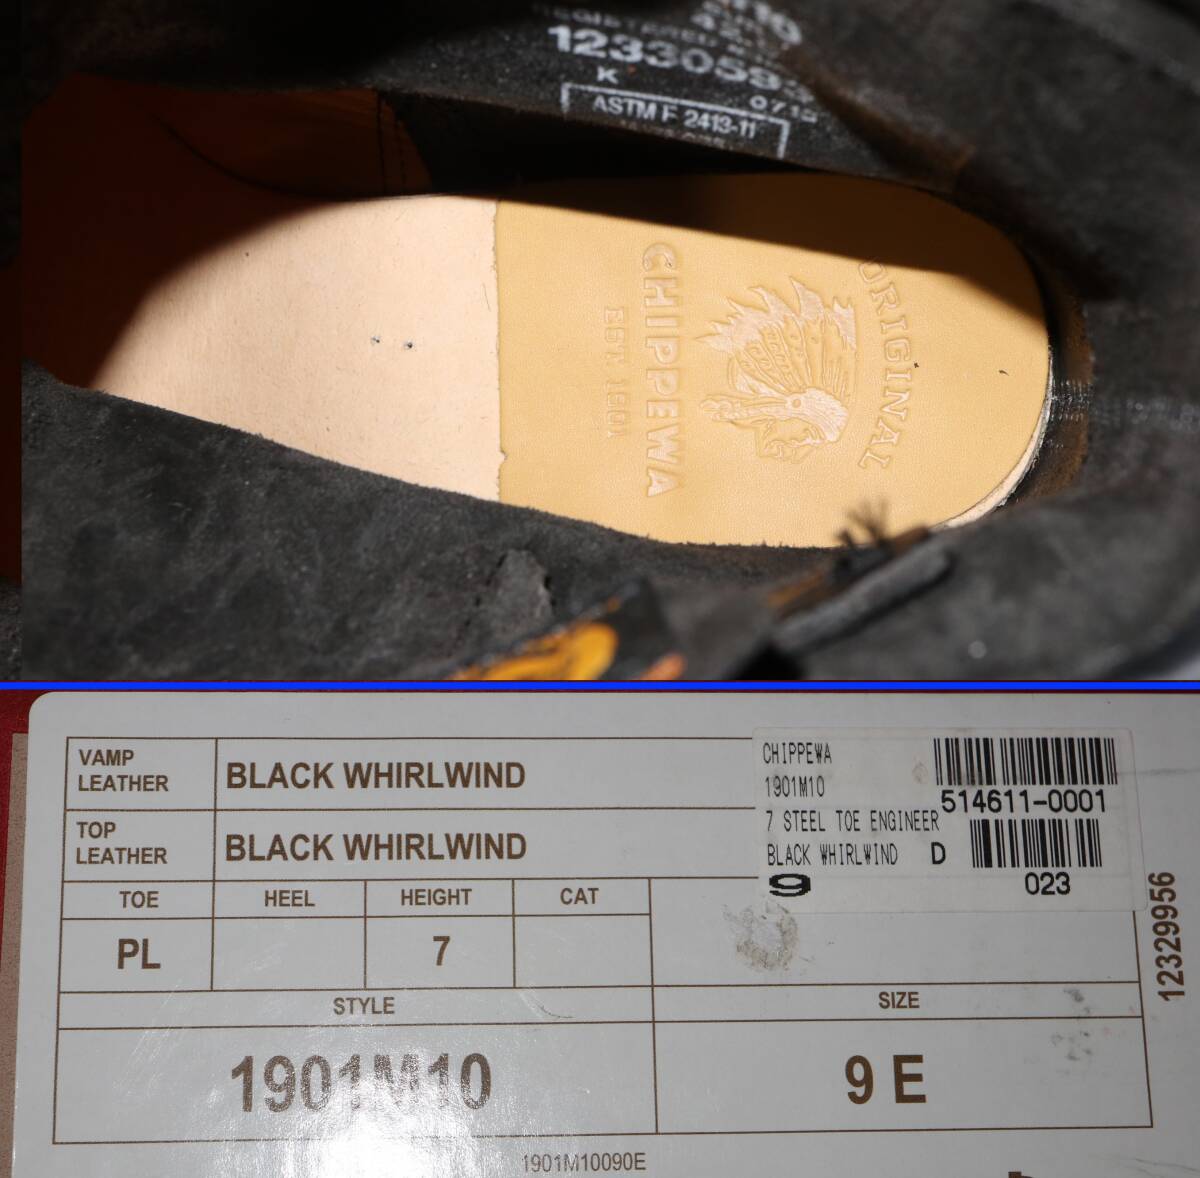 12330593
K
0715
ASTM F 2413-11
ORIGINAL
CHIPPEWA
EST. 1901
VAMP LEATHER
BLACK WHIRLWIND
TOP LEATHER
BLACK WHIRLWIND
TOE
HEEL
HEIGHT
CAT
PL
7
STYLE
SIZE
1901M10
9 E
1901M10090E
CHIPPEWA
1901M10
514611-0001
7 STEEL TOE ENGINEER
BLACK WHIRLWIND D
9
023
12329956